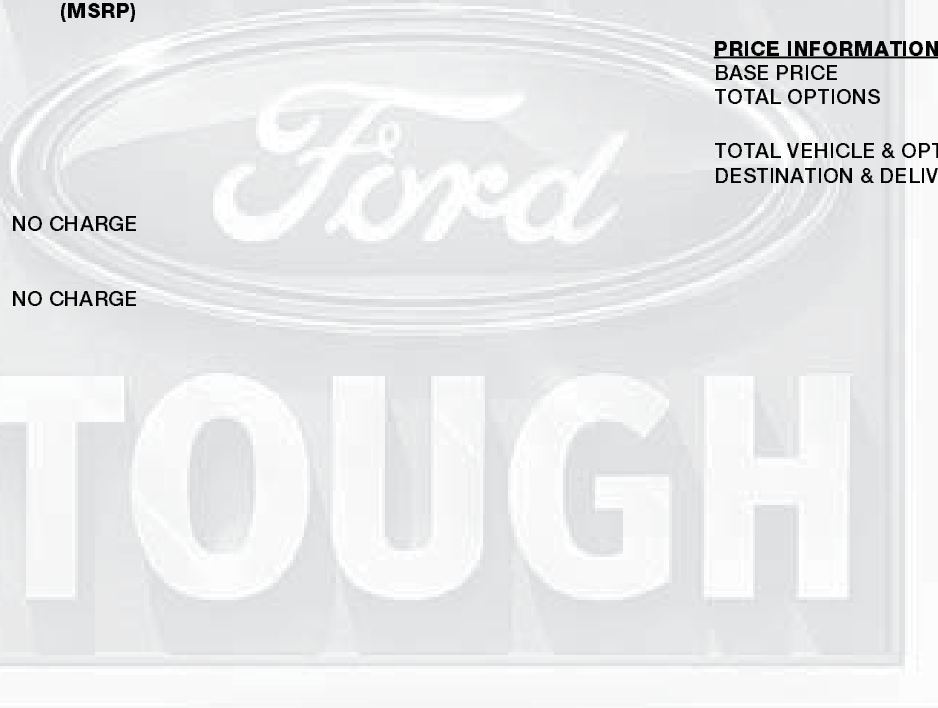 (MSRP)
PRICE INFORMATION
BASE PRICE
TOTAL OPTIONS
TOTAL VEHICLE & OPT
DESTINATION & DELIV
NO CHARGE
NO CHARGE
Ford
TOUGH